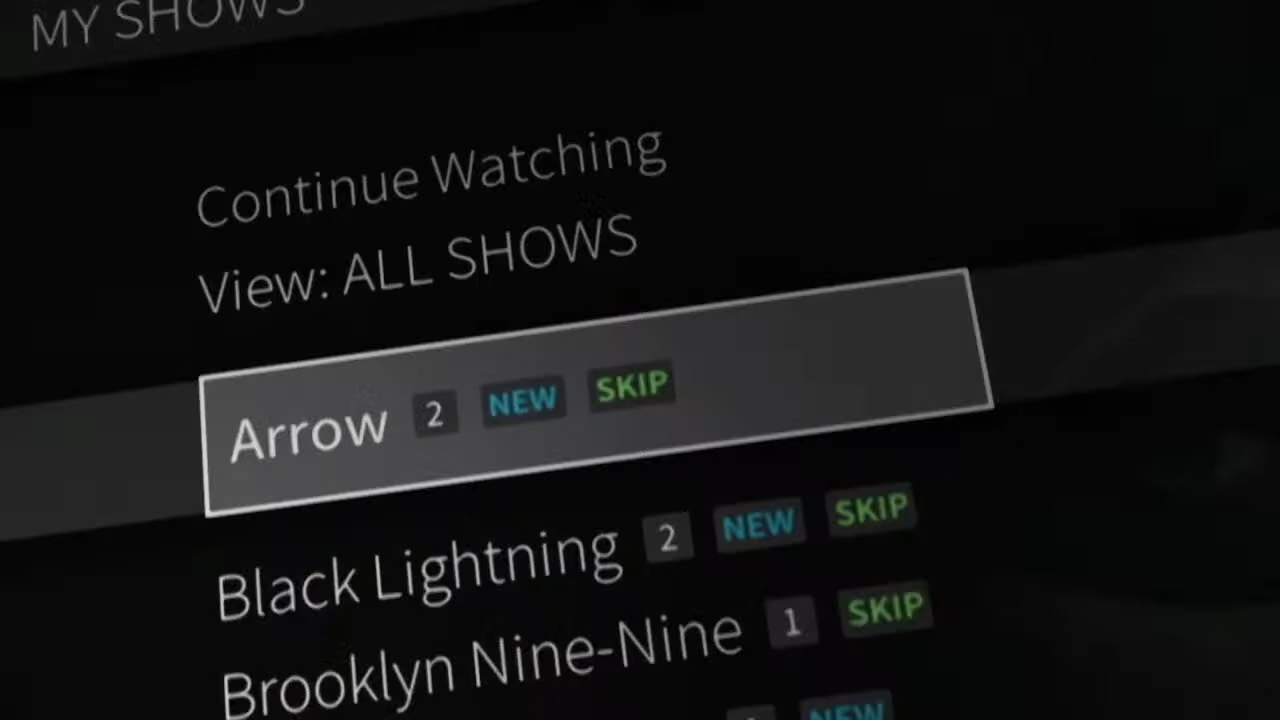 MY SHOWS
Continue Watching
View: ALL SHOWS
Arrow 2 NEW SKIP
Black Lightning 2 NEW SKIP
Brooklyn Nine-Nine 1 SKIP
NEW